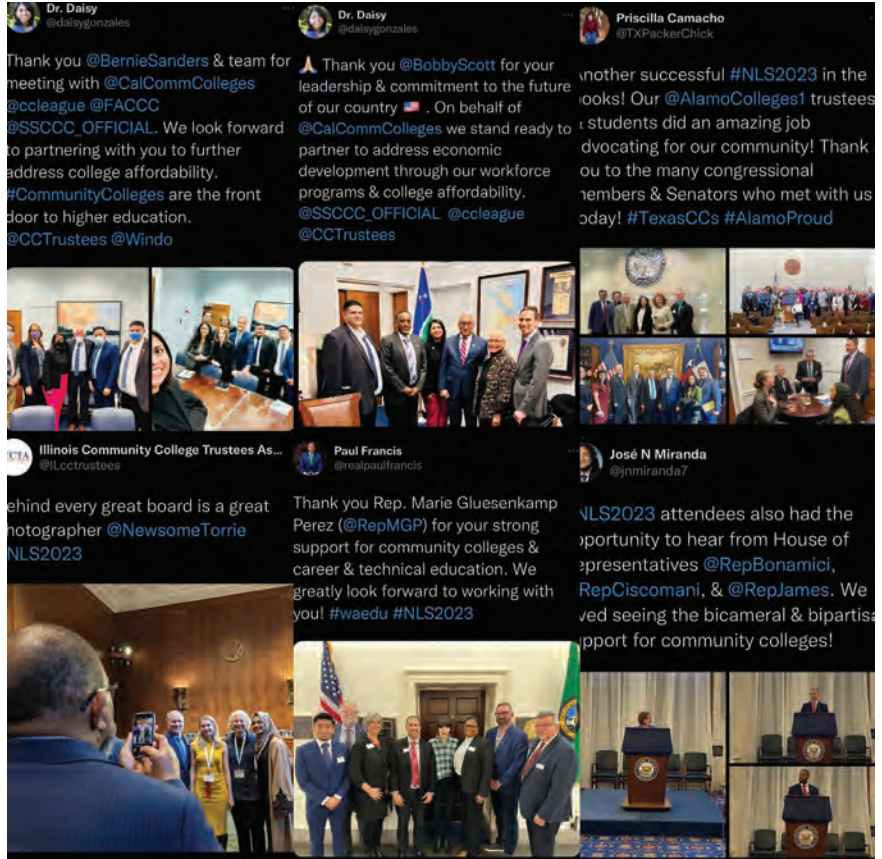 Dr. Daisy
@daisygonzales
Thank you @BernieSanders & team for
meeting with @CalCommColleges
@ccleague @FACCC
@SSCCC_OFFICIAL. We look forward
to partnering with you to further
address college affordability.
#CommunityColleges are the front
door to higher education.
@CCTrustees @Windo
Dr. Daisy
@daisygonzales
🙏 Thank you @BobbyScott for your
leadership & commitment to the future
of our country 🇺🇸 . On behalf of
@CalCommColleges we stand ready to
partner to address economic
development through our workforce
programs & college affordability.
@SSCCC_OFFICIAL @ccleague
@CCTrustees
Priscilla Camacho
@TXPackerChick
nother successful #NLS2023 in the
ooks! Our @AlamoColleges1 trustees
& students did an amazing job
dvocating for our community! Thank
ou to the many congressional
embers & Senators who met with us
oday! #TexasCCs #AlamoProud
CTA
Illinois Community College Trustees As...
@ILcctrustees
ehind every great board is a great
hotographer @NewsomeTorrie
NLS2023
Paul Francis
@realpaulfrancis
Thank you Rep. Marie Gluesenkamp
Perez (@RepMGP) for your strong
support for community colleges &
career & technical education. We
greatly look forward to working with
you! #waedu #NLS2023
José N Miranda
@jnmiranda7
NLS2023 attendees also had the
pportunity to hear from House of
epresentatives @RepBonamici,
RepCiscomani, & @RepJames. We
ved seeing the bicameral & bipartisa
upport for community colleges!